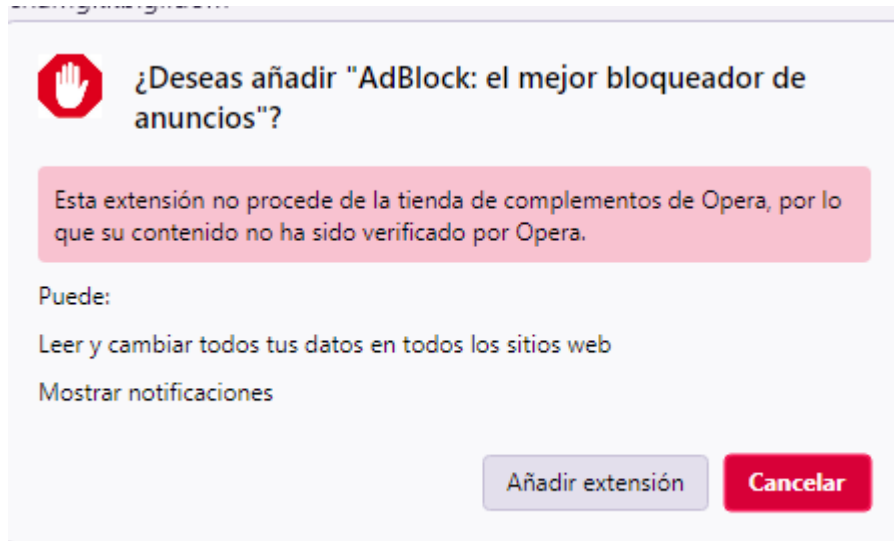 ¿Deseas añadir "AdBlock: el mejor bloqueador de
anuncios"?
Esta extensión no procede de la tienda de complementos de Opera, por lo
que su contenido no ha sido verificado por Opera.
Puede:
Leer y cambiar todos tus datos en todos los sitios web
Mostrar notificaciones
Añadir extensión
Cancelar